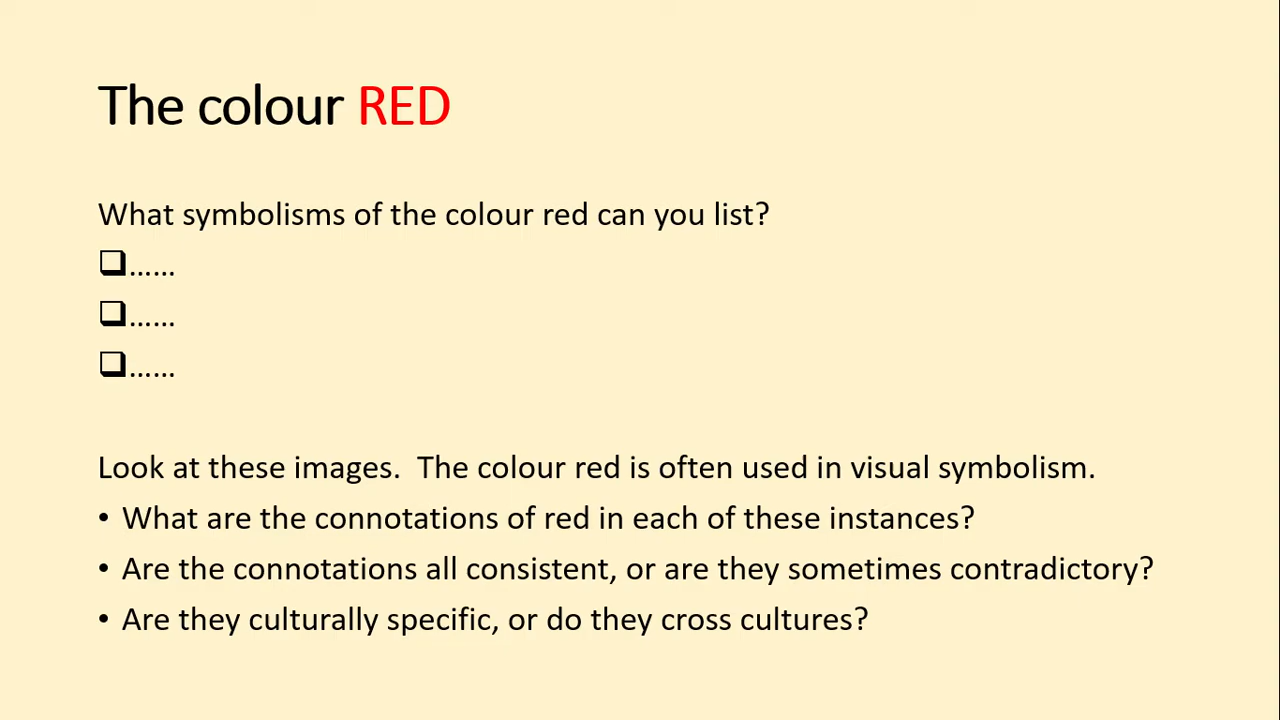 The colour RED
What symbolisms of the colour red can you list?
❑……
❑……
❑……
Look at these images.  The colour red is often used in visual symbolism.
• What are the connotations of red in each of these instances?
• Are the connotations all consistent, or are they sometimes contradictory?
• Are they culturally specific, or do they cross cultures?